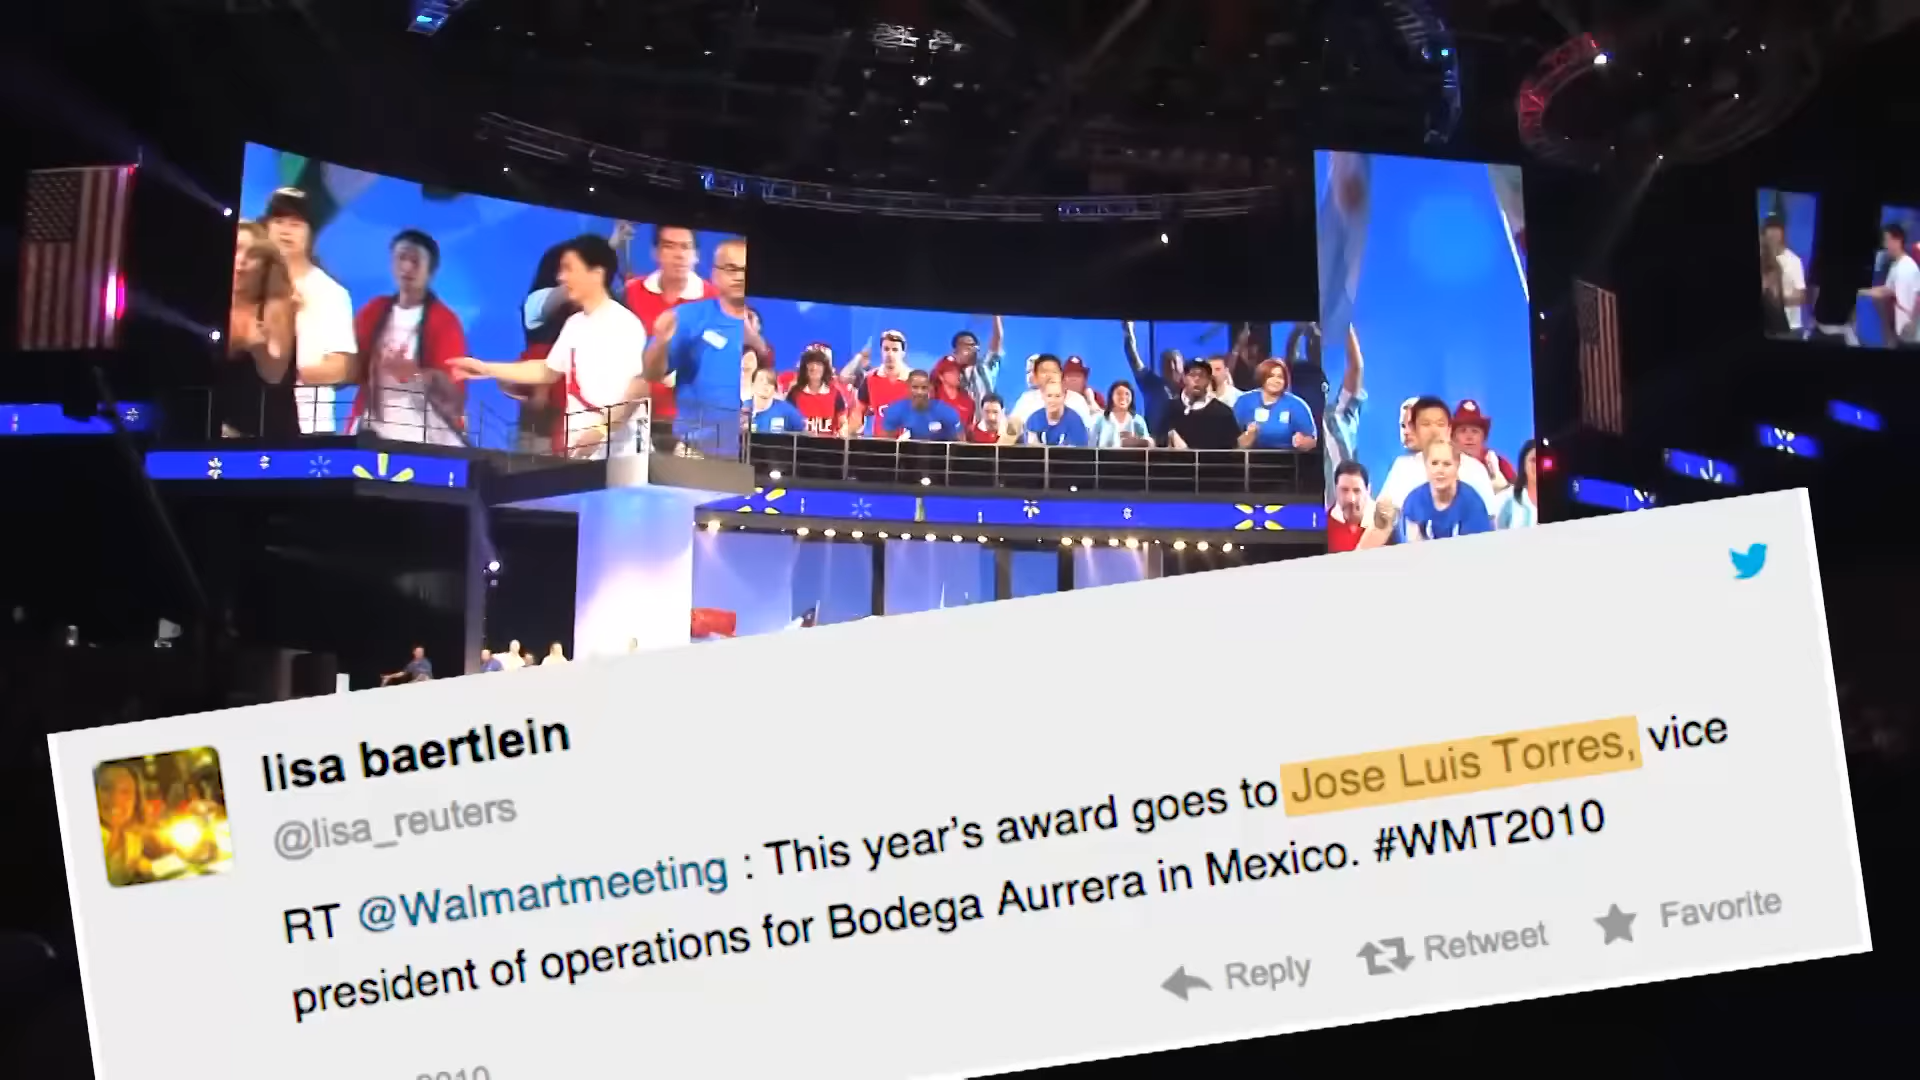 lisa baertlein
@lisa_reuters
RT @Walmartmeeting : This year's award goes to Jose Luis Torres, vice
president of operations for Bodega Aurrera in Mexico. #WMT2010
Reply Retweet Favorite
2010